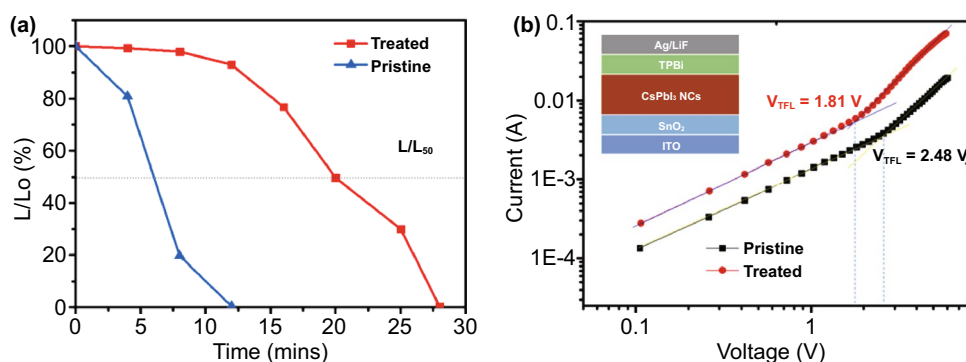 (a)
Treated
Pristine
L/L₅₀
L/Lo (%)
100
80
60
40
20
0
0 5 10 15 20 25 30
Time (mins)
(b)
Ag/LiF
TPBi
CsPbI₃ NCs
SnO₂
ITO
V_TFL = 1.81 V
V_TFL = 2.48 V
Pristine
Treated
Current (A)
0.1
0.01
1E-3
1E-4
0.1 1
Voltage (V)